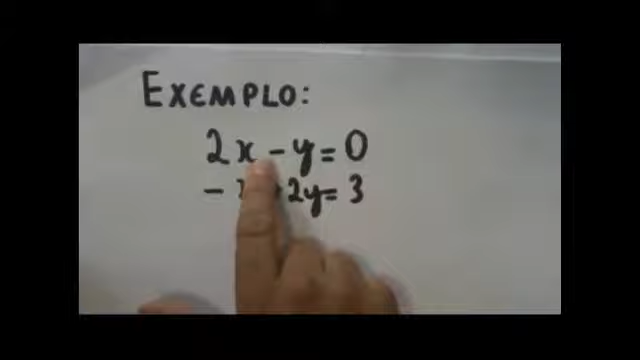 EXEMPLO:
2x - y = 0
- 2y = 3